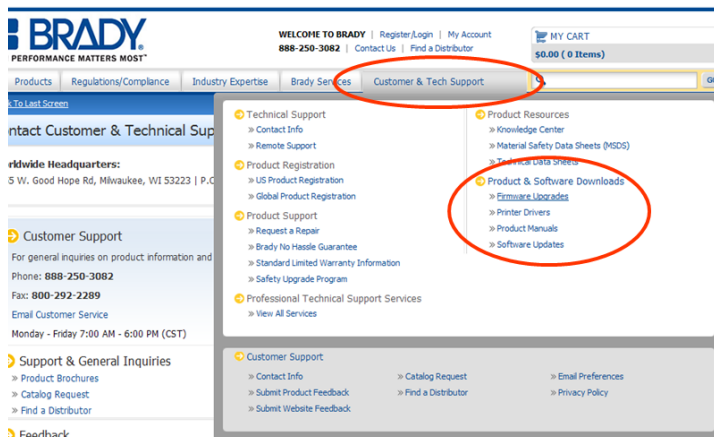 BRADY.
PERFORMANCE MATTERS MOST™
WELCOME TO BRADY | Register/Login | My Account
888-250-3082 | Contact Us | Find a Distributor
MY CART
$0.00 ( 0 Items)
Products
Regulations/Compliance
Industry Expertise
Brady Services
Customer & Tech Support
k To Last Screen
ntact Customer & Technical Sup
rldwide Headquarters:
5 W. Good Hope Rd, Milwaukee, WI 53223 | P.O
Customer Support
For general inquiries on product information and
Phone: 888-250-3082
Fax: 800-292-2289
Email Customer Service
Monday - Friday 7:00 AM - 6:00 PM (CST)
Support & General Inquiries
» Product Brochures
» Catalog Request
» Find a Distributor
Feedback
Technical Support
» Contact Info
» Remote Support
Product Registration
» US Product Registration
» Global Product Registration
Product Support
» Request a Repair
» Brady No Hassle Guarantee
» Standard Limited Warranty Information
» Safety Upgrade Program
Professional Technical Support Services
» View All Services
Product Resources
» Knowledge Center
» Material Safety Data Sheets (MSDS)
» Technical Data Sheets
Product & Software Downloads
» Firmware Upgrades
» Printer Drivers
» Product Manuals
» Software Updates
Customer Support
» Contact Info
» Submit Product Feedback
» Submit Website Feedback
» Catalog Request
» Find a Distributor
» Email Preferences
» Privacy Policy